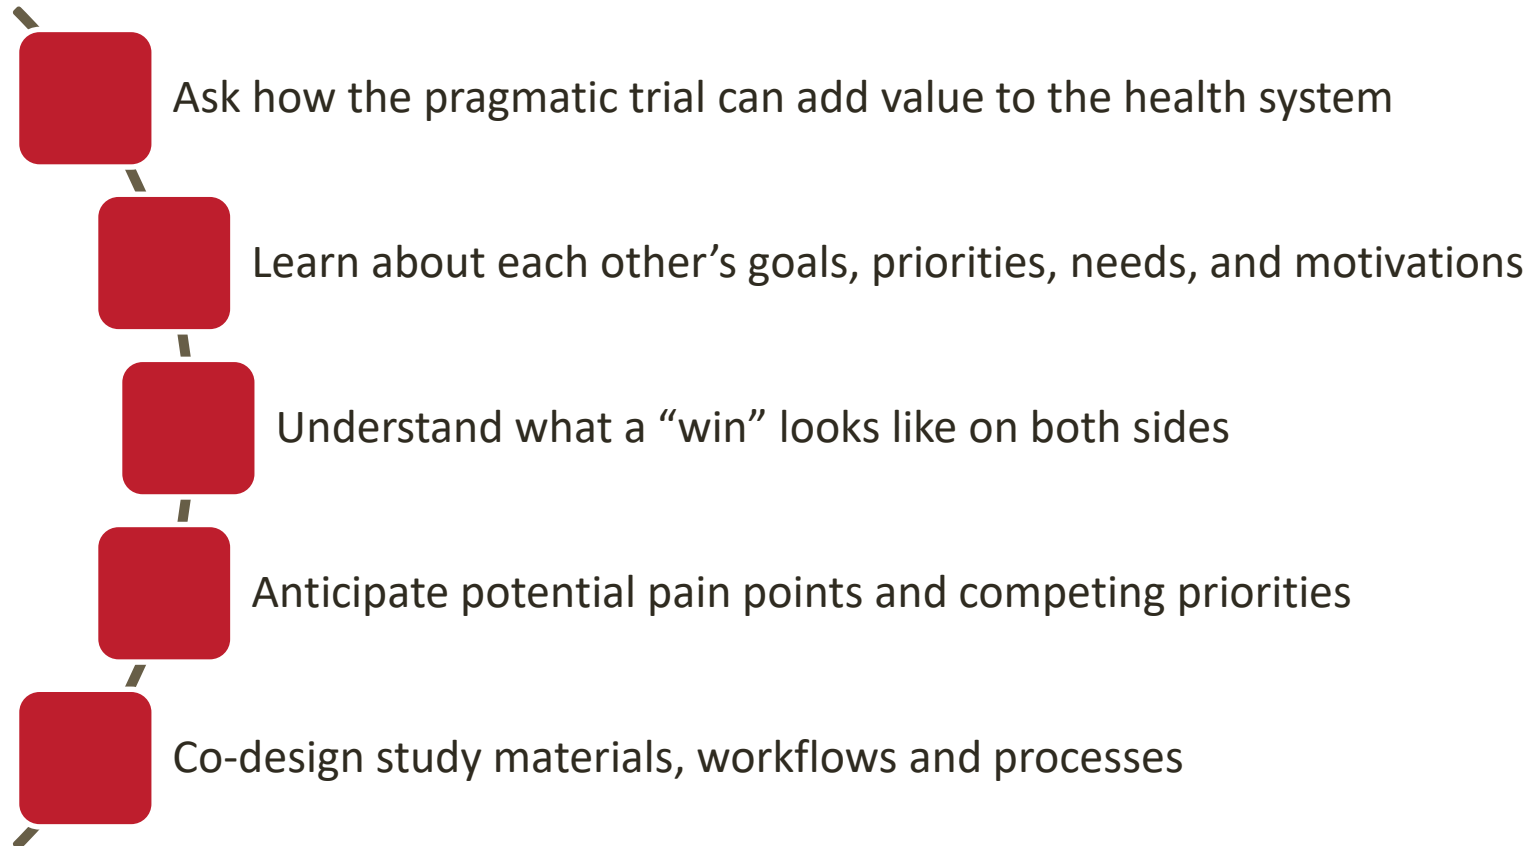 Ask how the pragmatic trial can add value to the health system
Learn about each other’s goals, priorities, needs, and motivations
Understand what a “win” looks like on both sides
Anticipate potential pain points and competing priorities
Co-design study materials, workflows and processes